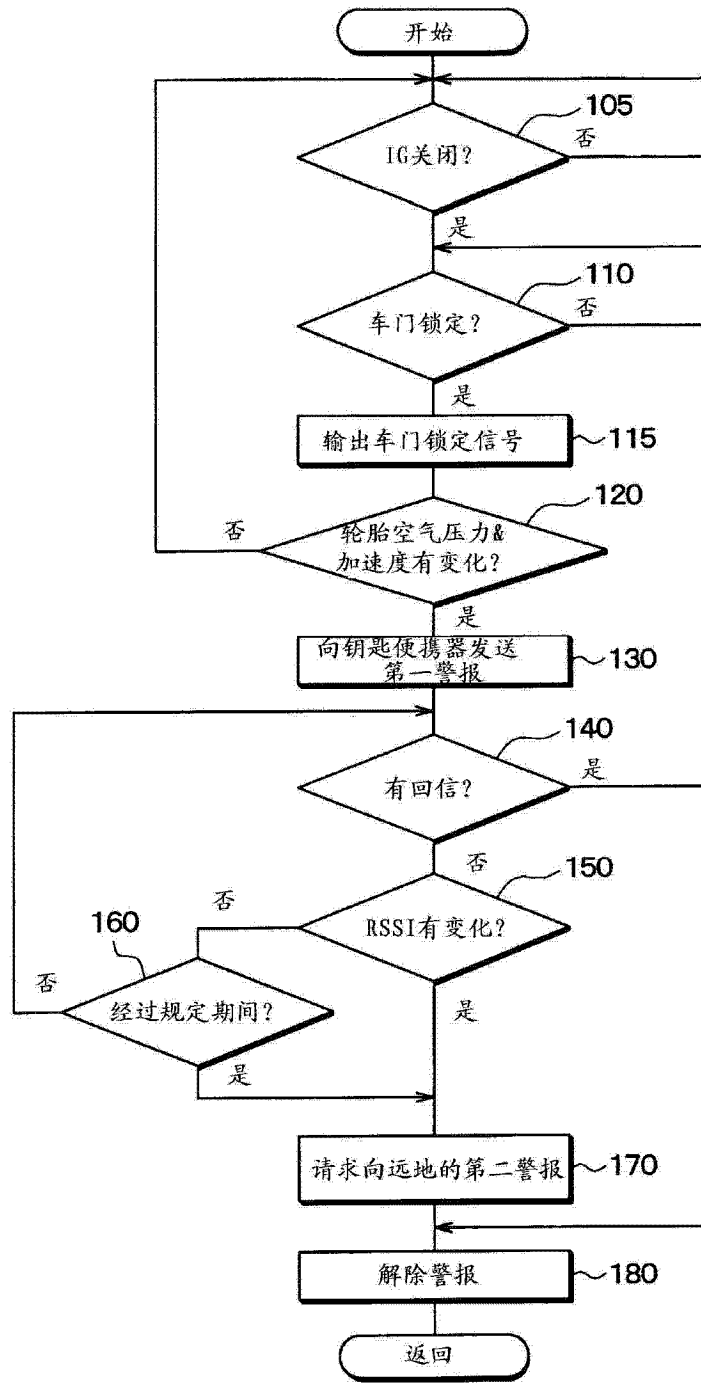 开始
105
IG关闭?
否
是
110
车门锁定?
否
是
输出车门锁定信号
115
120
轮胎空气压力&
加速度有变化?
否
是
向钥匙便携器发送
第一警报
130
140
有回信?
是
否
150
RSSI有变化?
否
160
是
经过规定期间?
否
是
请求向远地的第二警报
170
解除警报
180
返回